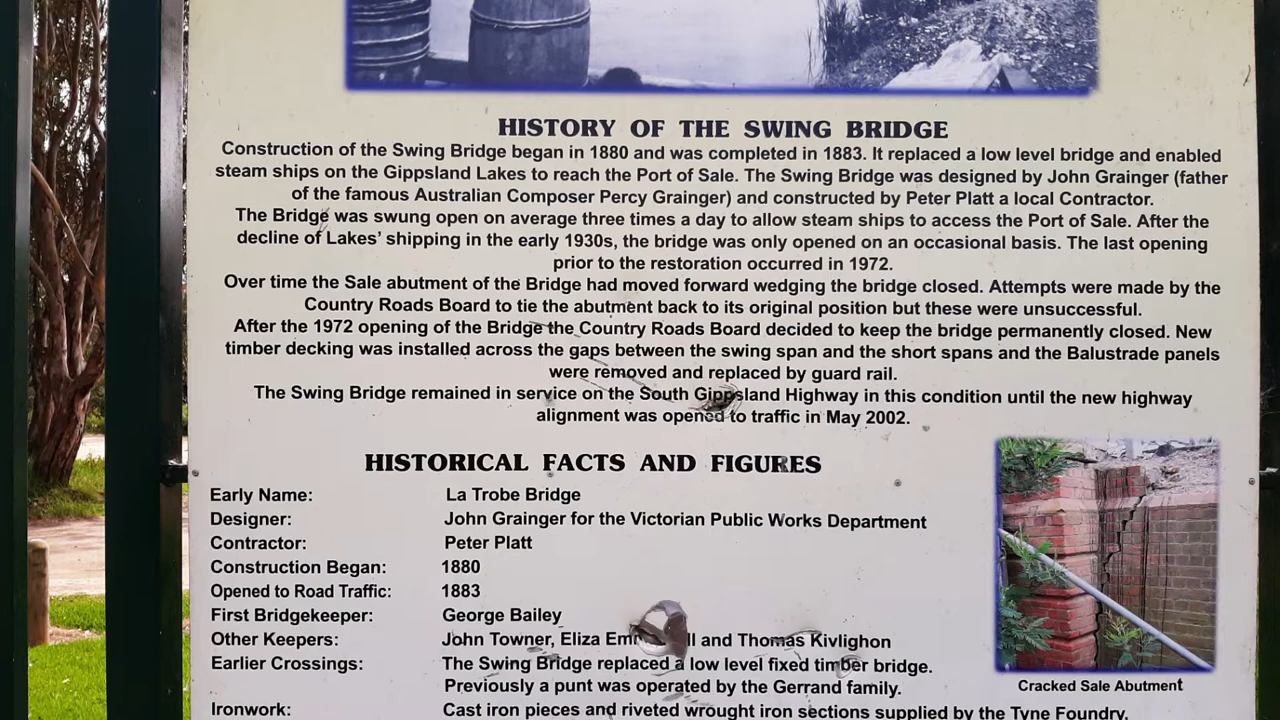 HISTORY OF THE SWING BRIDGE
Construction of the Swing Bridge began in 1880 and was completed in 1883. It replaced a low level bridge and enabled
steam ships on the Gippsland Lakes to reach the Port of Sale. The Swing Bridge was designed by John Grainger (father
of the famous Australian Composer Percy Grainger) and constructed by Peter Platt a local Contractor.
The Bridge was swung open on average three times a day to allow steam ships to access the Port of Sale. After the
decline of Lakes' shipping in the early 1930s, the bridge was only opened on an occasional basis. The last opening
prior to the restoration occurred in 1972.
Over time the Sale abutment of the Bridge had moved forward wedging the bridge closed. Attempts were made by the
Country Roads Board to tie the abutment back to its original position but these were unsuccessful.
After the 1972 opening of the Bridge the Country Roads Board decided to keep the bridge permanently closed. New
timber decking was installed across the gaps between the swing span and the short spans and the Balustrade panels
were removed and replaced by guard rail.
The Swing Bridge remained in service on the South Gippsland Highway in this condition until the new highway
alignment was opened to traffic in May 2002.
HISTORICAL FACTS AND FIGURES
Early Name: La Trobe Bridge
Designer: John Grainger for the Victorian Public Works Department
Contractor: Peter Platt
Construction Began: 1880
Opened to Road Traffic: 1883
First Bridgekeeper: George Bailey
Other Keepers: John Towner, Eliza and Thomas Kivlighon
Earlier Crossings: The Swing Bridge replaced a low level fixed timber bridge.
Previously a punt was operated by the Gerrand family.
Ironwork: Cast iron pieces and riveted wrought iron sections supplied by the Tyne Foundry,
Cracked Sale Abutment